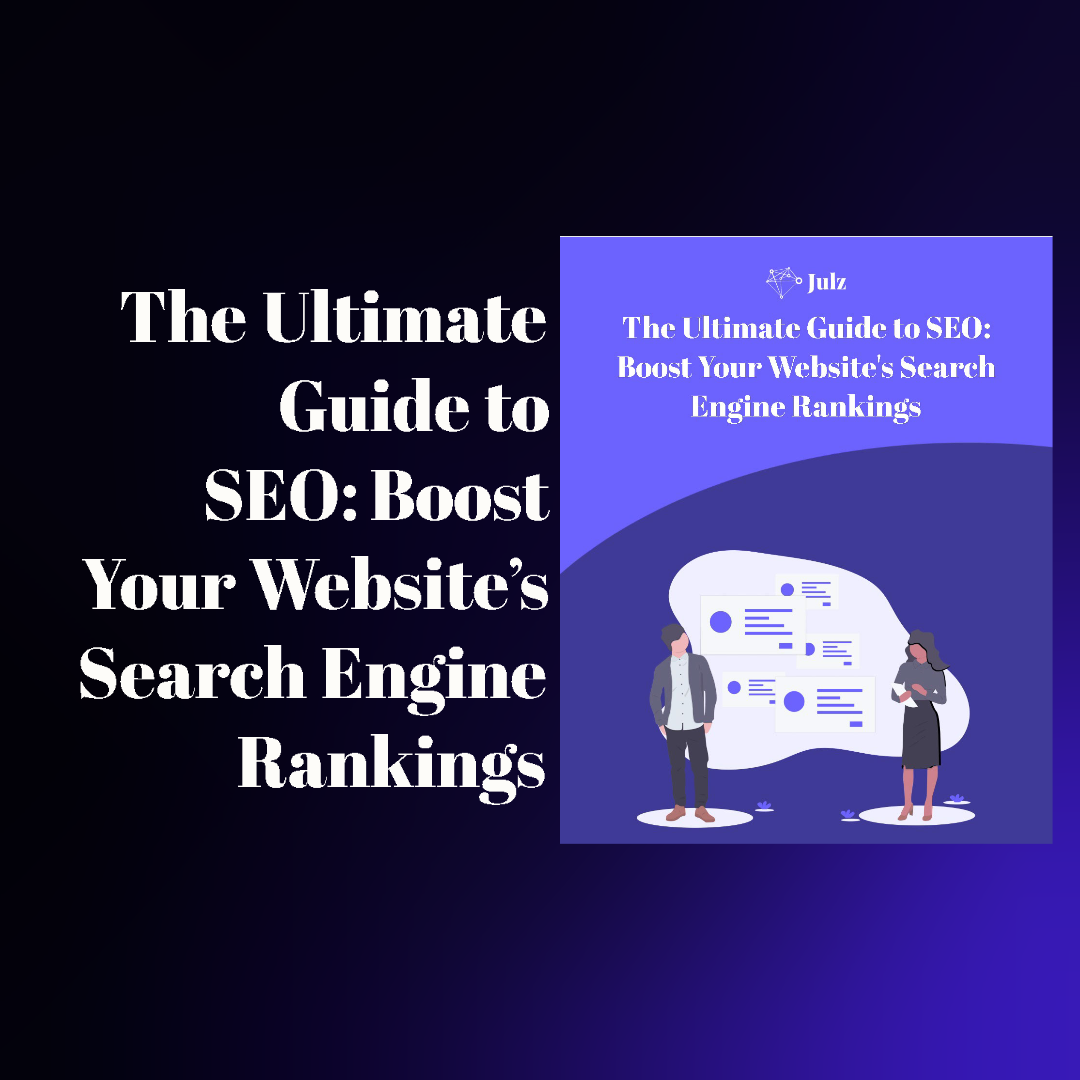 The Ultimate
Guide to
SEO: Boost
Your Website’s
Search Engine
Rankings
Julz
The Ultimate Guide to SEO:
Boost Your Website's Search
Engine Rankings